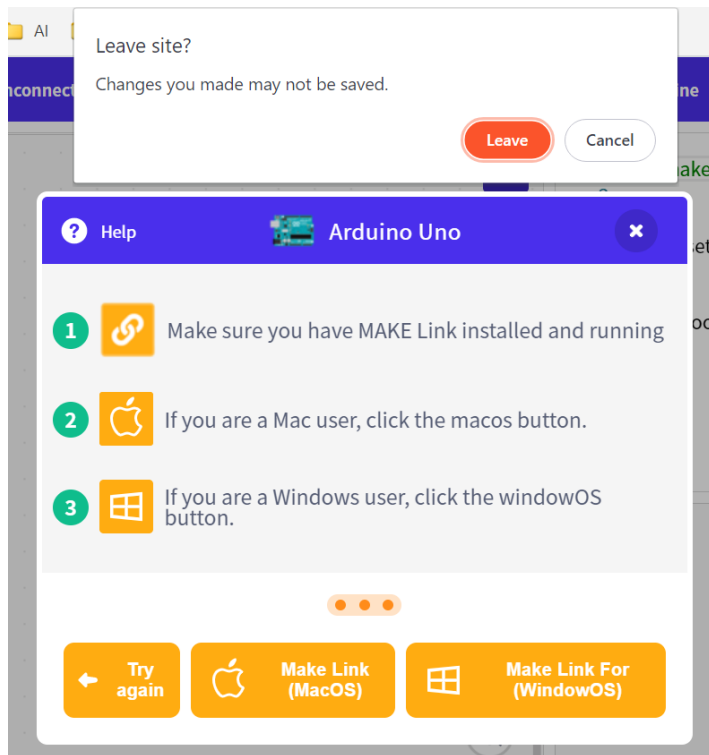 AI
Leave site?
Changes you made may not be saved.
Leave
Cancel
Help
Arduino Uno
1
Make sure you have MAKE Link installed and running
2
If you are a Mac user, click the macos button.
3
If you are a Windows user, click the windowOS
button.
Try
again
Make Link
(MacOS)
Make Link For
(WindowOS)